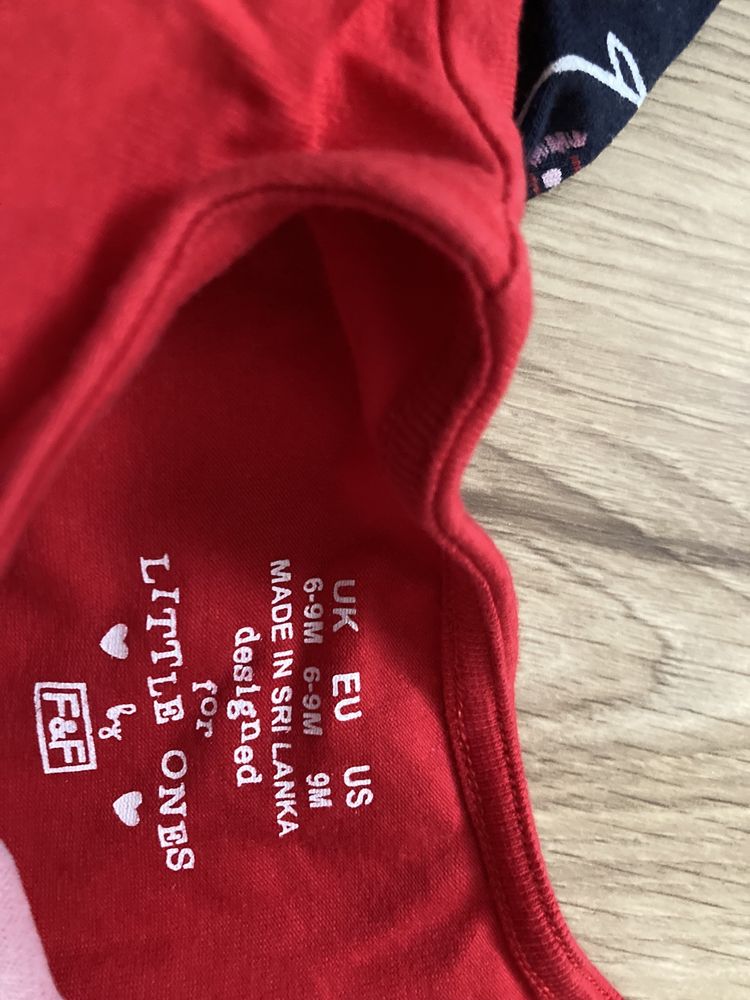 UK EU US
6-9M 6-9M 9M
MADE IN SRI LANKA
designed
for
LITTLE ONES
by
F&F